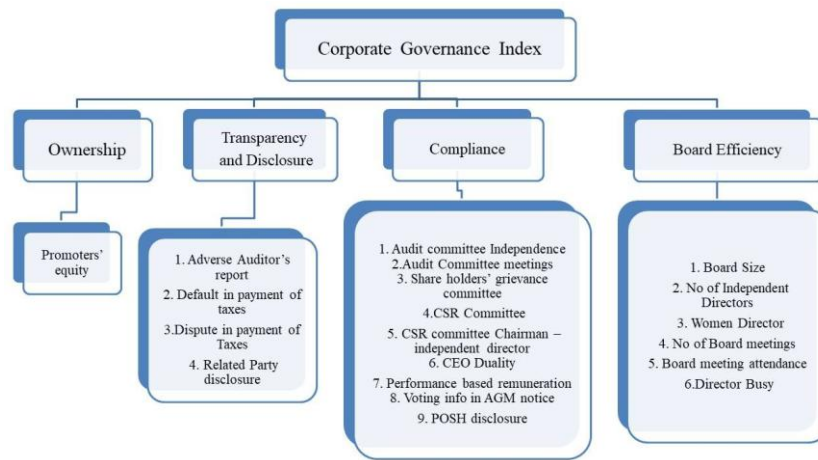 Corporate Governance Index
Ownership
Transparency
and Disclosure
Compliance
Board Efficiency
Promoters'
equity
1. Adverse Auditor's
report
2. Default in payment of
taxes
3.Dispute in payment of
Taxes
4. Related Party
disclosure
1. Audit committee Independence
2.Audit Committee meetings
3. Share holders' grievance
committee
4.CSR Committee
5. CSR committee Chairman –
independent director
6. CEO Duality
7. Performance based remuneration
8. Voting info in AGM notice
9. POSH disclosure
1. Board Size
2. No of Independent
Directors
3. Women Director
4. No of Board meetings
5. Board meeting attendance
6.Director Busy